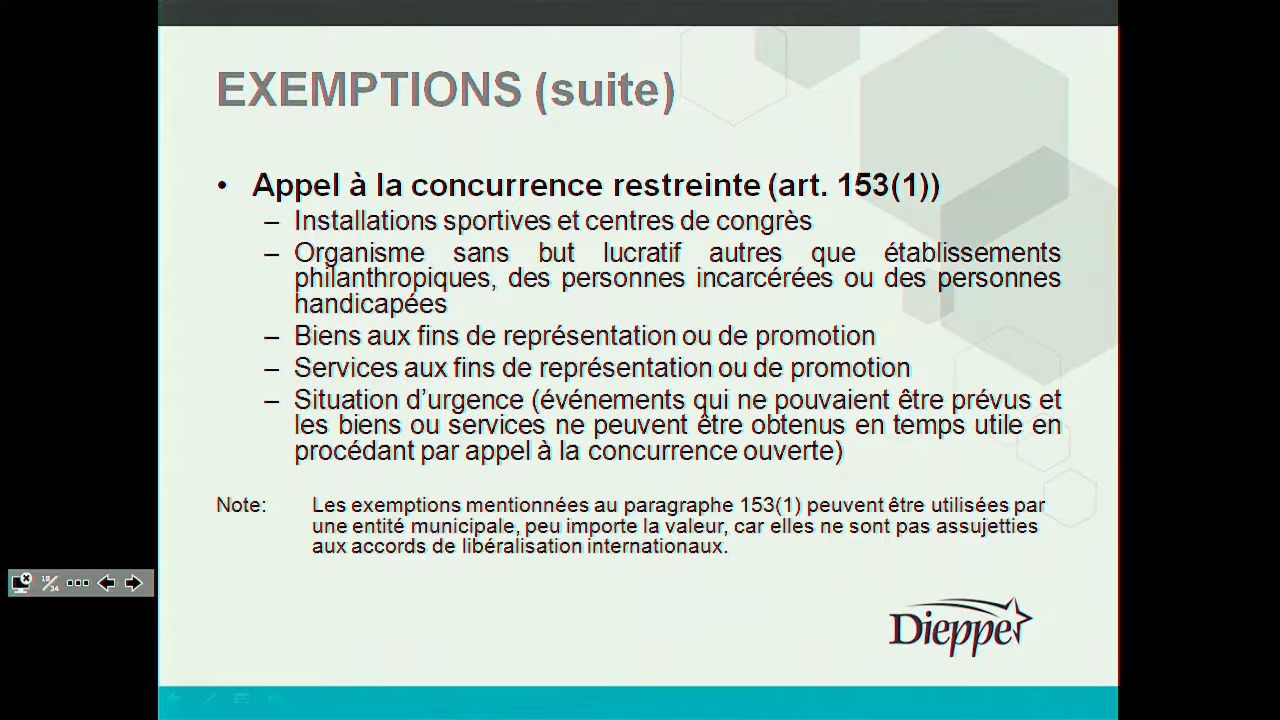 EXEMPTIONS (suite)
• Appel à la concurrence restreinte (art. 153(1))
– Installations sportives et centres de congrès
– Organisme sans but lucratif autres que établissements
philanthropiques, des personnes incarcérées ou des personnes
handicapées
– Biens aux fins de représentation ou de promotion
– Services aux fins de représentation ou de promotion
– Situation d’urgence (événements qui ne pouvaient être prévus et
les biens ou services ne peuvent être obtenus en temps utile en
procédant par appel à la concurrence ouverte)
Note: Les exemptions mentionnées au paragraphe 153(1) peuvent être utilisées par
une entité municipale, peu importe la valeur, car elles ne sont pas assujetties
aux accords de libéralisation internationaux.
18/34
Dieppe